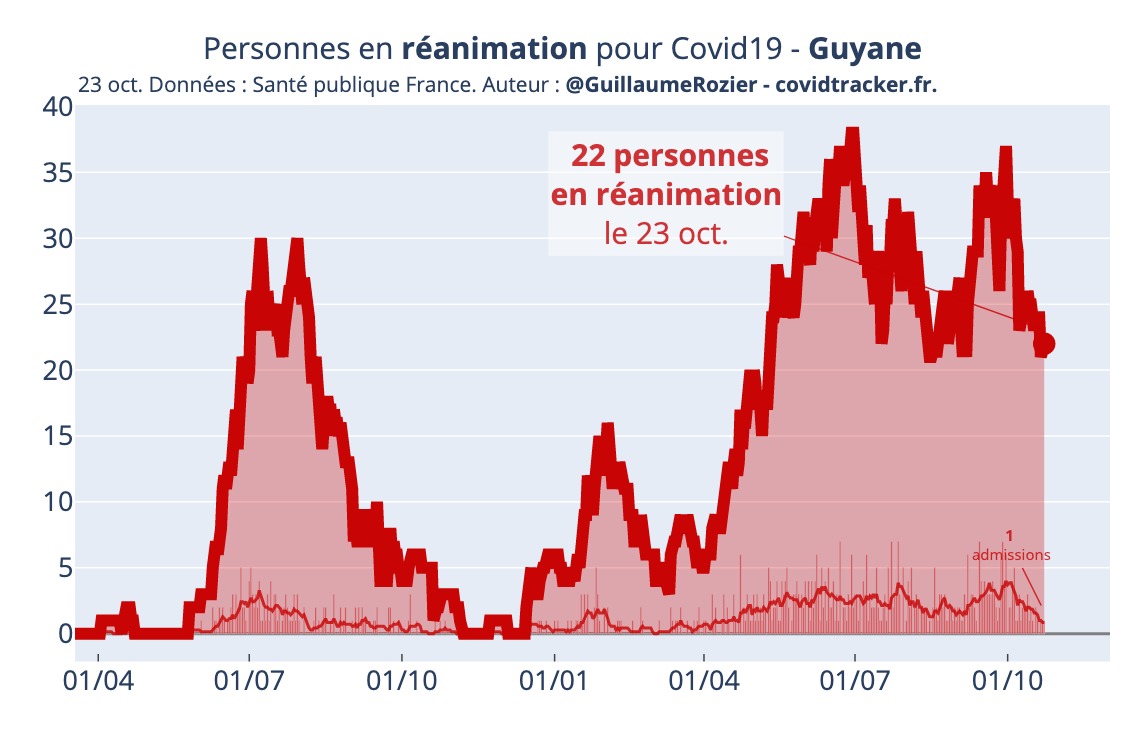 Personnes en réanimation pour Covid19 - Guyane
23 oct. Données : Santé publique France. Auteur : @GuillaumeRozier - covidtracker.fr.
40
35
30
25
20
15
10
5
0
22 personnes
en réanimation
le 23 oct.
1
admissions
01/04
01/07
01/10
01/01
01/04
01/07
01/10